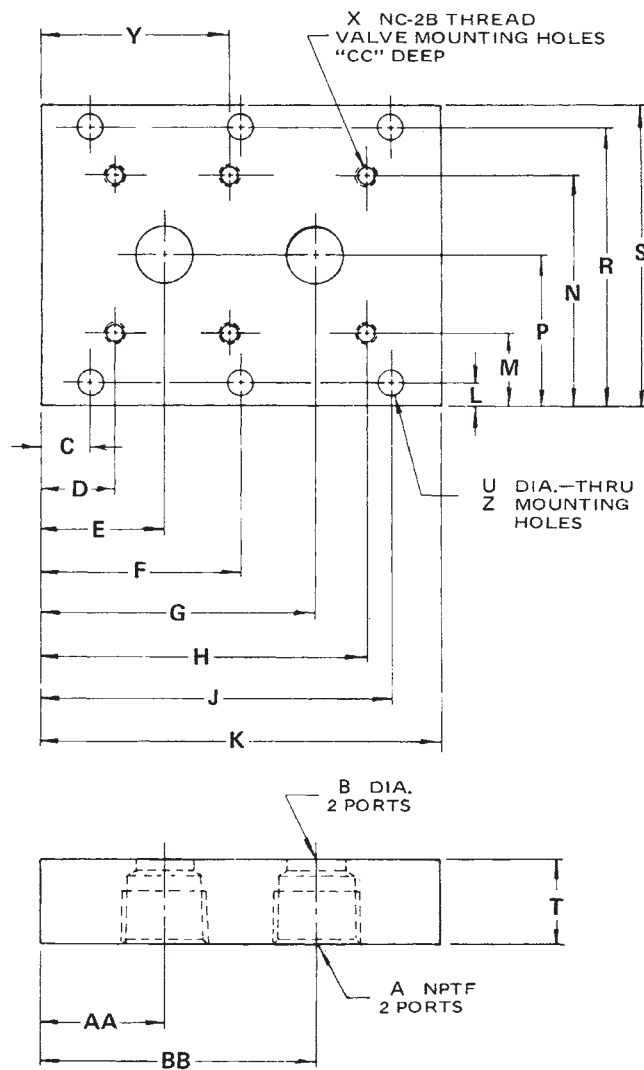 Y
X NC-2B THREAD
VALVE MOUNTING HOLES
"CC" DEEP
S
R
N
P
M
L
C
D
E
F
G
H
J
K
U DIA.—THRU
Z MOUNTING
HOLES
B DIA.
2 PORTS
T
A NPTF
2 PORTS
AA
BB